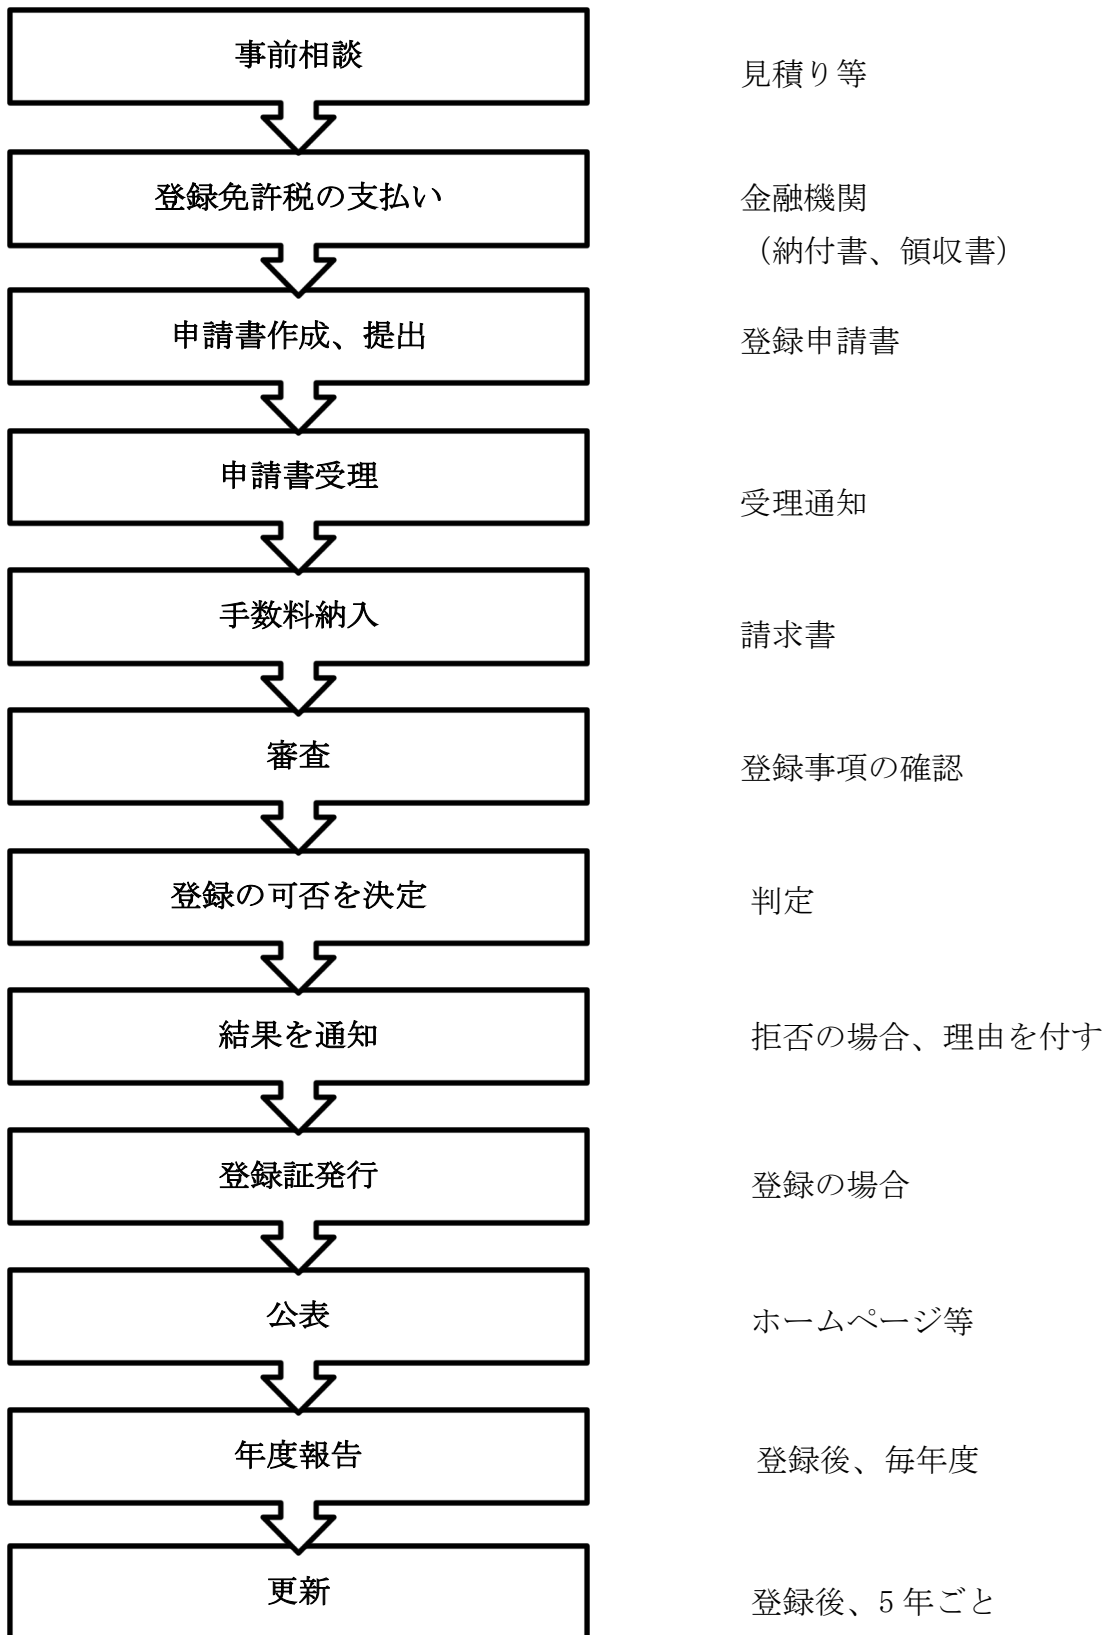 事前相談
見積り等
登録免許税の支払い
金融機関
（納付書、領収書）
申請書作成、提出
登録申請書
申請書受理
受理通知
手数料納入
請求書
審査
登録事項の確認
登録の可否を決定
判定
結果を通知
拒否の場合、理由を付す
登録証発行
登録の場合
公表
ホームページ等
年度報告
登録後、毎年度
更新
登録後、5 年ごと